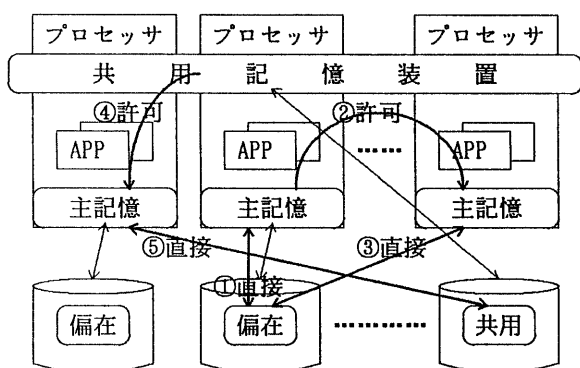 プロセッサ プロセッサ プロセッサ
共用記憶装置
④許可 ②許可
APP APP …… APP
主記憶 主記憶 主記憶
⑤直接 ③直接
①直接
偏在 偏在 ……… 共用